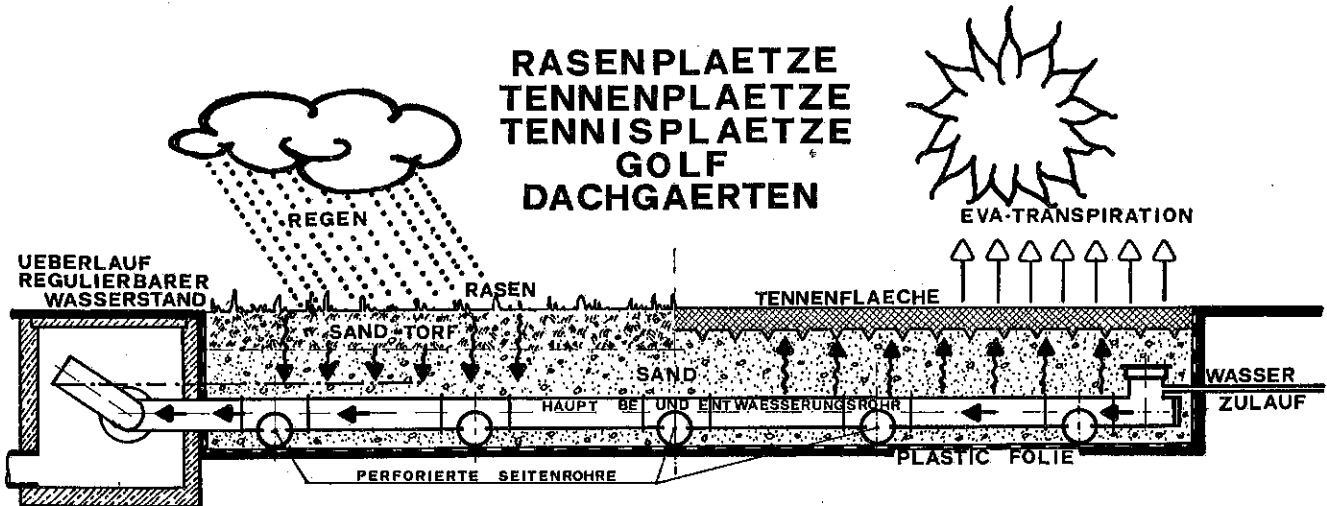 RASENPLAETZE
TENNENPLAETZE
TENNISPLAETZE
GOLF
DACHGAERTEN
REGEN
EVA-TRANSPIRATION
UEBERLAUF
REGULIERBARER
WASSERSTAND
RASEN
TENNENFLAECHE
SAND-TORF
SAND
WASSER
ZULAUF
HAUPT BE UND ENTWAESSERUNGSROHR
PLASTIC FOLIE
PERFORIERTE SEITENROHRE